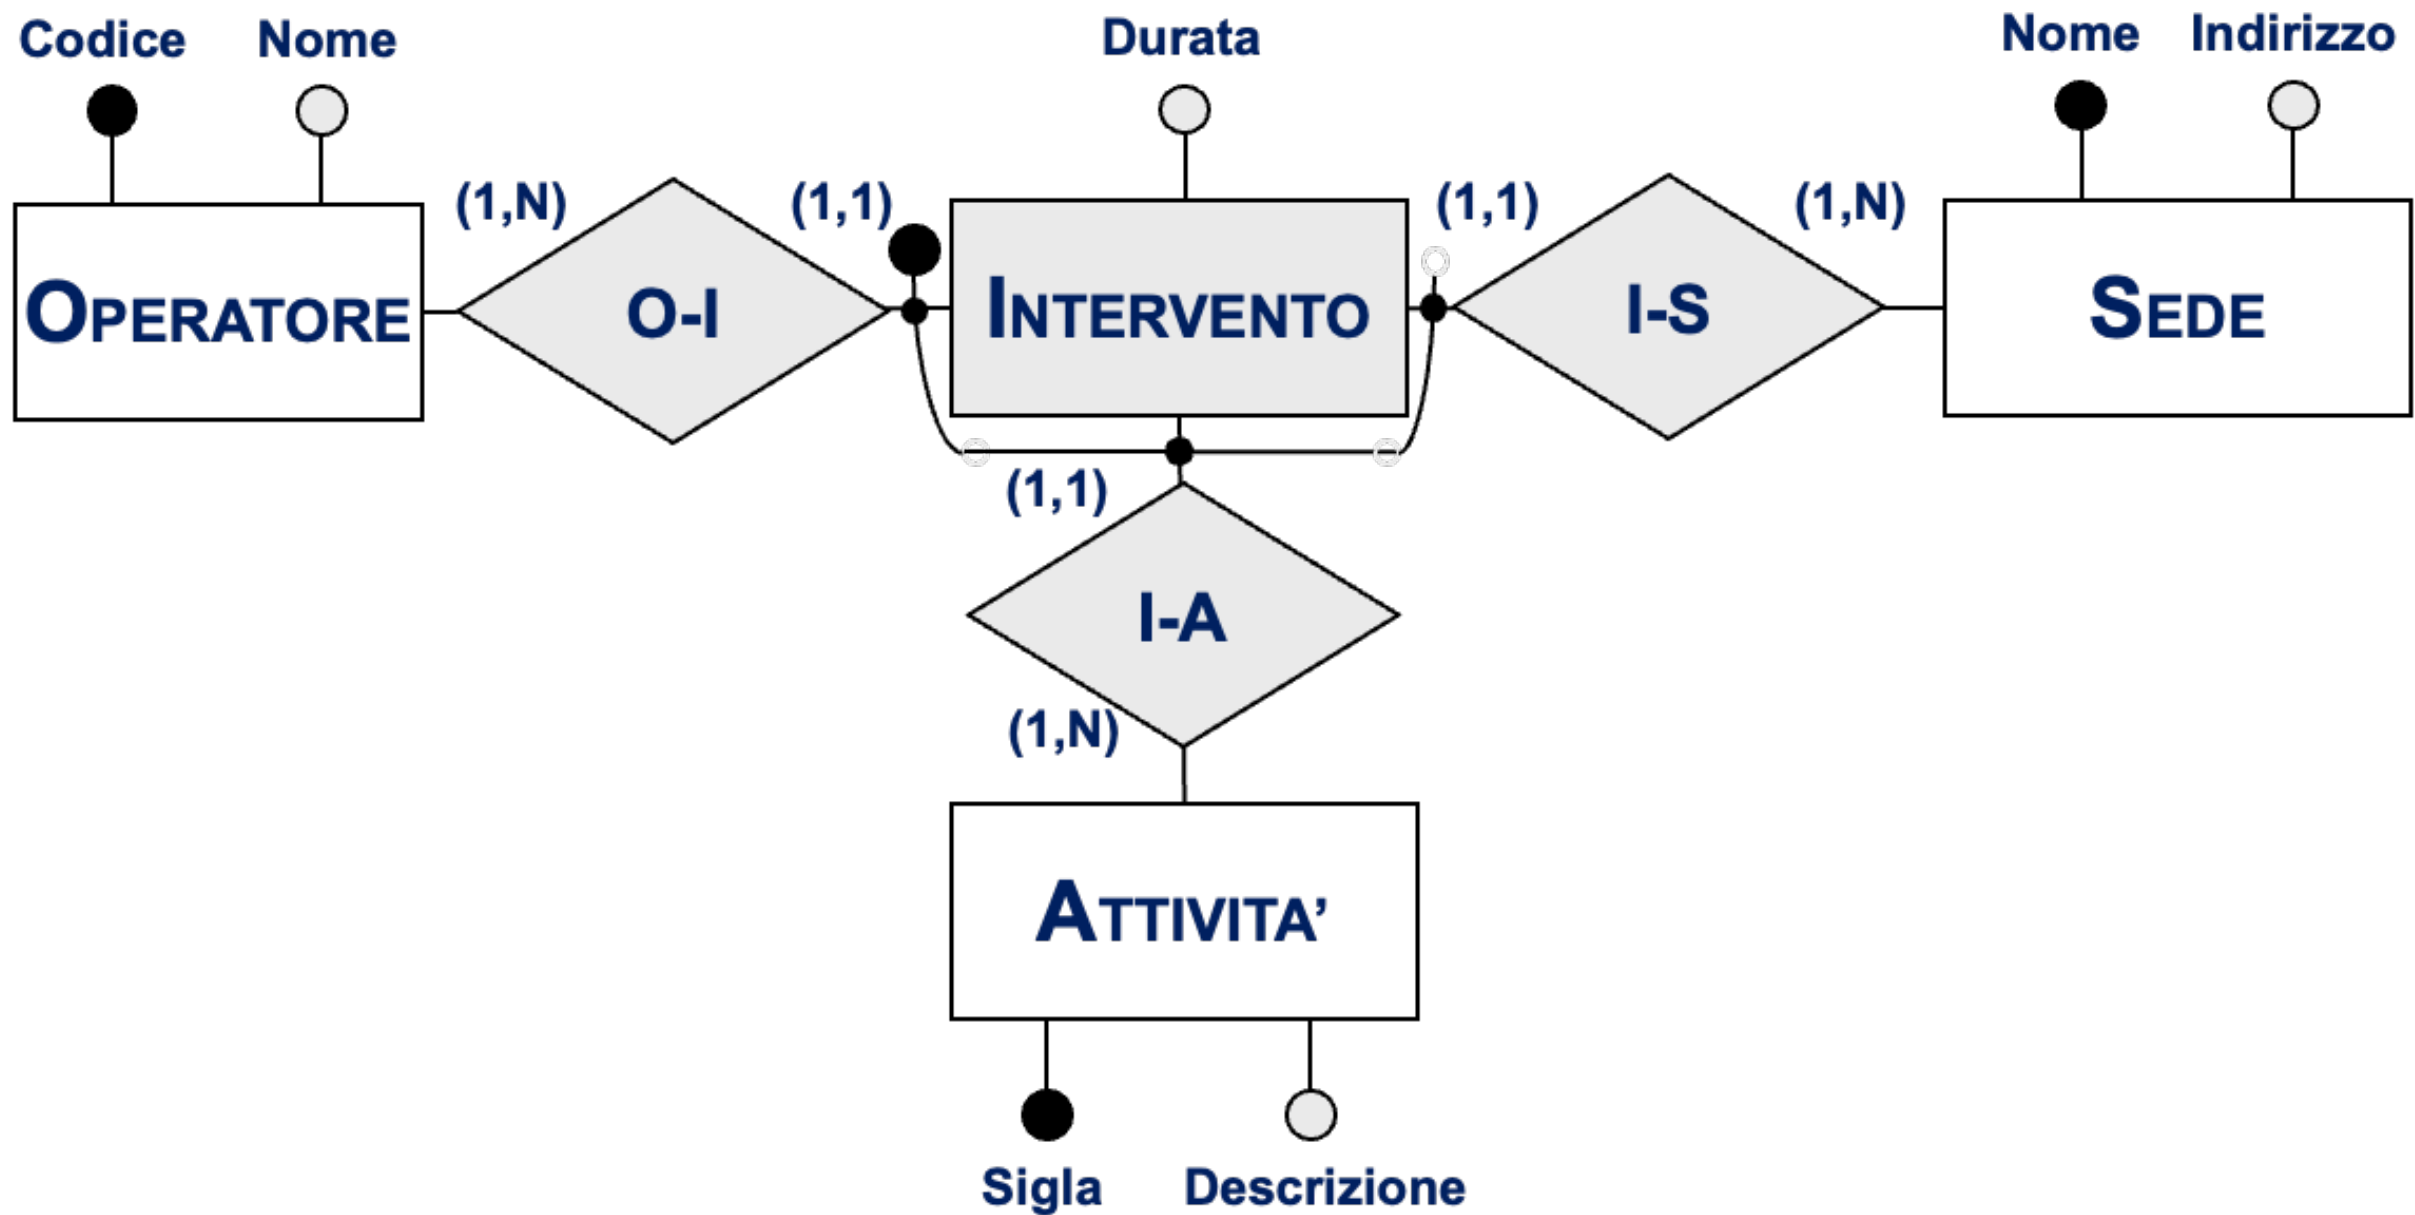 Codice Nome
Durata
Nome Indirizzo
(1,N) (1,1) (1,1) (1,N)
OPERATORE O-I INTERVENTO I-S SEDE
(1,1)
I-A
(1,N)
ATTIVITA’
Sigla Descrizione